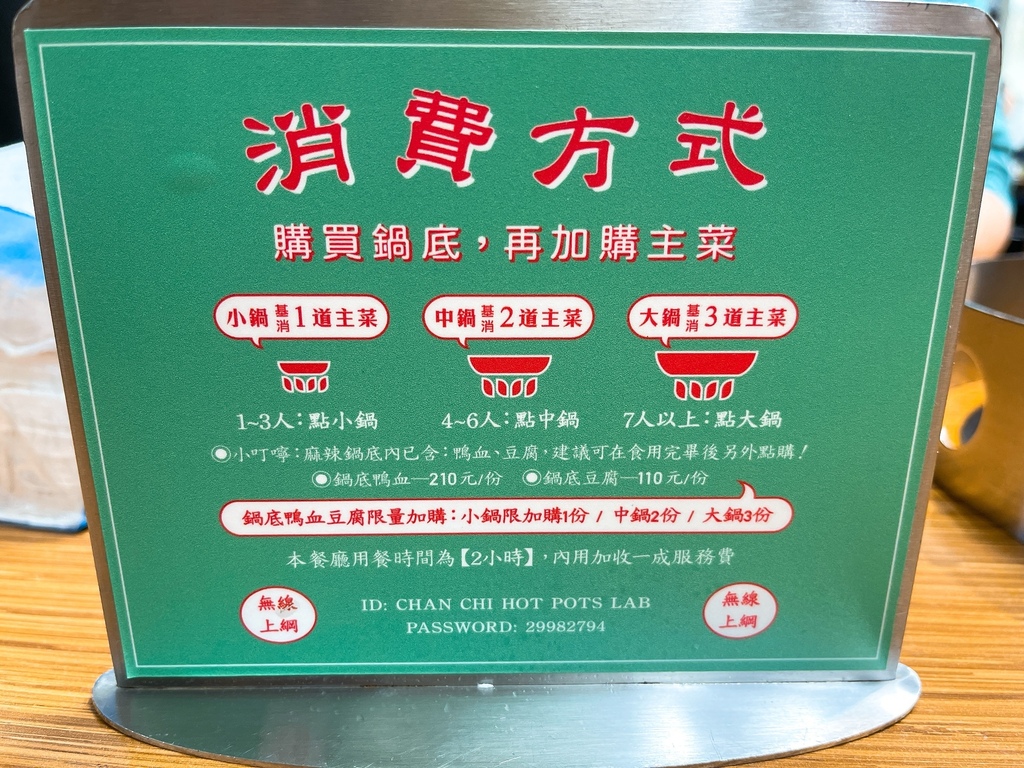 消費方式
購買鍋底，再加購主菜
小鍋基消1道主菜 中鍋基消2道主菜 大鍋基消3道主菜
1~3人：點小鍋 4~6人：點中鍋 7人以上：點大鍋
◉小叮嚀：麻辣鍋底內已含：鴨血、豆腐，建議可在食用完畢後另外點購！
◉鍋底鴨血—210元/份 ◉鍋底豆腐—110元/份
鍋底鴨血豆腐限量加購：小鍋限加購1份 / 中鍋2份 / 大鍋3份
本餐廳用餐時間為【2小時】，內用加收一成服務費
無線上網
ID: CHAN CHI HOT POTS LAB
PASSWORD: 29982794
無線上網